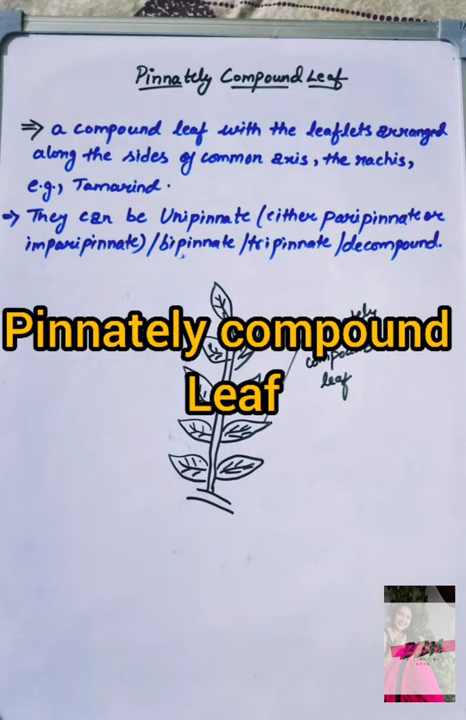 Pinnately Compound Leaf
⇒ a compound leaf with the leaflets arranged
along the sides of common axis, the rachis,
e.g., Tamarind.
⇒ They can be Unipinnate (either paripinnate or
imparipinnate)/bipinnate/tripinnate/decompound.
Pinnately compound
Leaf
leaf